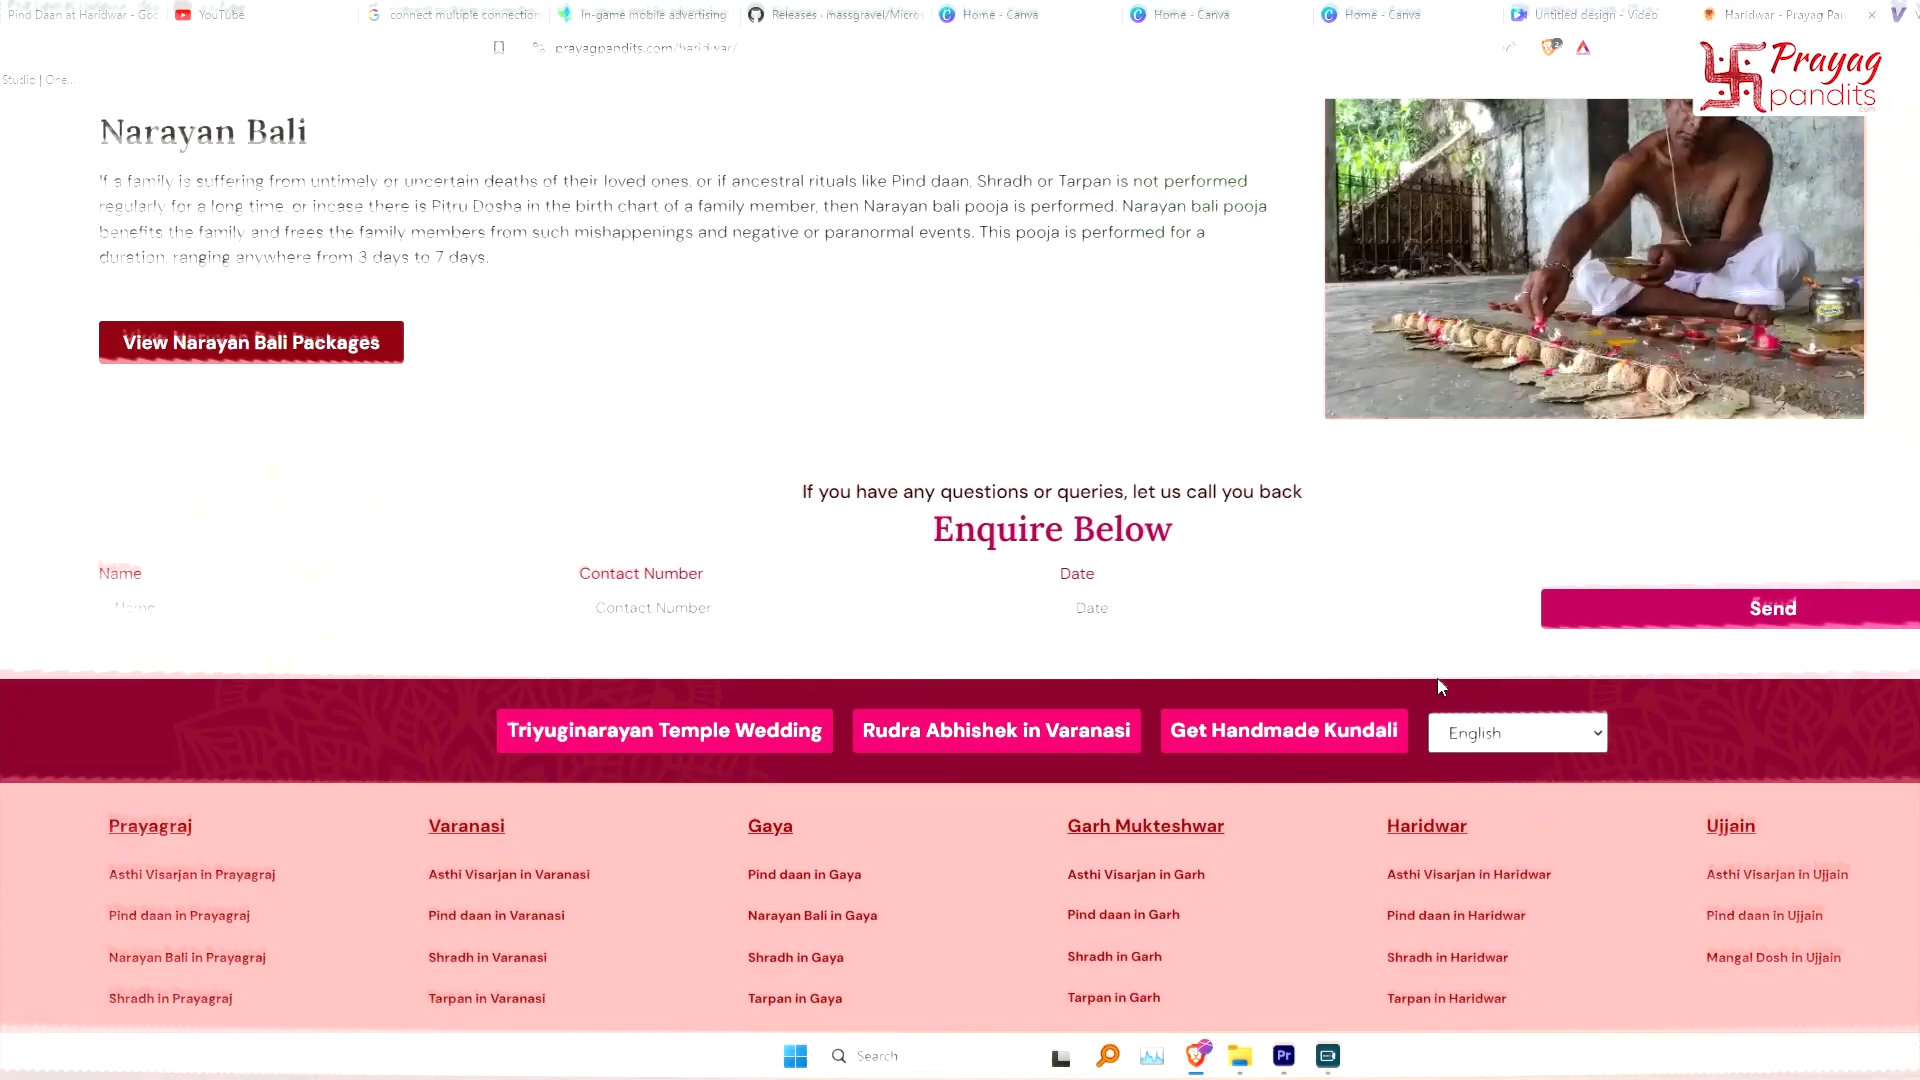 Pind Daan at Haridwar - Goo
YouTube
connect multiple connection
In-game mobile advertising
Releases · massgravel/Micros
Home - Canva
Home - Canva
Home - Canva
Untitled design - Video
Haridwar - Prayag Pan
prayagpandits.com/haridwar/
2
Studio | One...
Prayag
pandits
.com
Narayan Bali
If a family is suffering from untimely or uncertain deaths of their loved ones, or if ancestral rituals like Pind daan, Shradh or Tarpan is not performed
regularly for a long time, or incase there is Pitru Dosha in the birth chart of a family member, then Narayan bali pooja is performed. Narayan bali pooja
benefits the family and frees the family members from such mishappenings and negative or paranormal events. This pooja is performed for a
duration, ranging anywhere from 3 days to 7 days.
View Narayan Bali Packages
If you have any questions or queries, let us call you back
Enquire Below
Name Contact Number Date
Name Contact Number Date Send
Triyuginarayan Temple Wedding Rudra Abhishek in Varanasi Get Handmade Kundali English
Prayagraj Varanasi Gaya Garh Mukteshwar Haridwar Ujjain
Asthi Visarjan in Prayagraj Asthi Visarjan in Varanasi Pind daan in Gaya Asthi Visarjan in Garh Asthi Visarjan in Haridwar Asthi Visarjan in Ujjain
Pind daan in Prayagraj Pind daan in Varanasi Narayan Bali in Gaya Pind daan in Garh Pind daan in Haridwar Pind daan in Ujjain
Narayan Bali in Prayagraj Shradh in Varanasi Shradh in Gaya Shradh in Garh Shradh in Haridwar Mangal Dosh in Ujjain
Shradh in Prayagraj Tarpan in Varanasi Tarpan in Gaya Tarpan in Garh Tarpan in Haridwar
Search
Pr